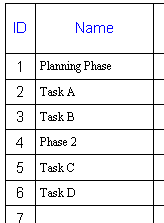 ID Name
1 Planning Phase
2 Task A
3 Task B
4 Phase 2
5 Task C
6 Task D
7